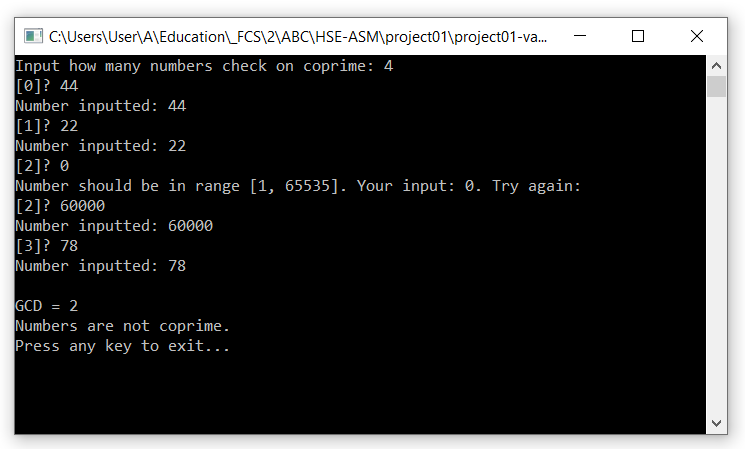 C:\Users\User\A\Education\_FCS\2\ABC\HSE-ASM\project01\project01-va...
Input how many numbers check on coprime: 4
[0]? 44
Number inputted: 44
[1]? 22
Number inputted: 22
[2]? 0
Number should be in range [1, 65535]. Your input: 0. Try again:
[2]? 60000
Number inputted: 60000
[3]? 78
Number inputted: 78
GCD = 2
Numbers are not coprime.
Press any key to exit...